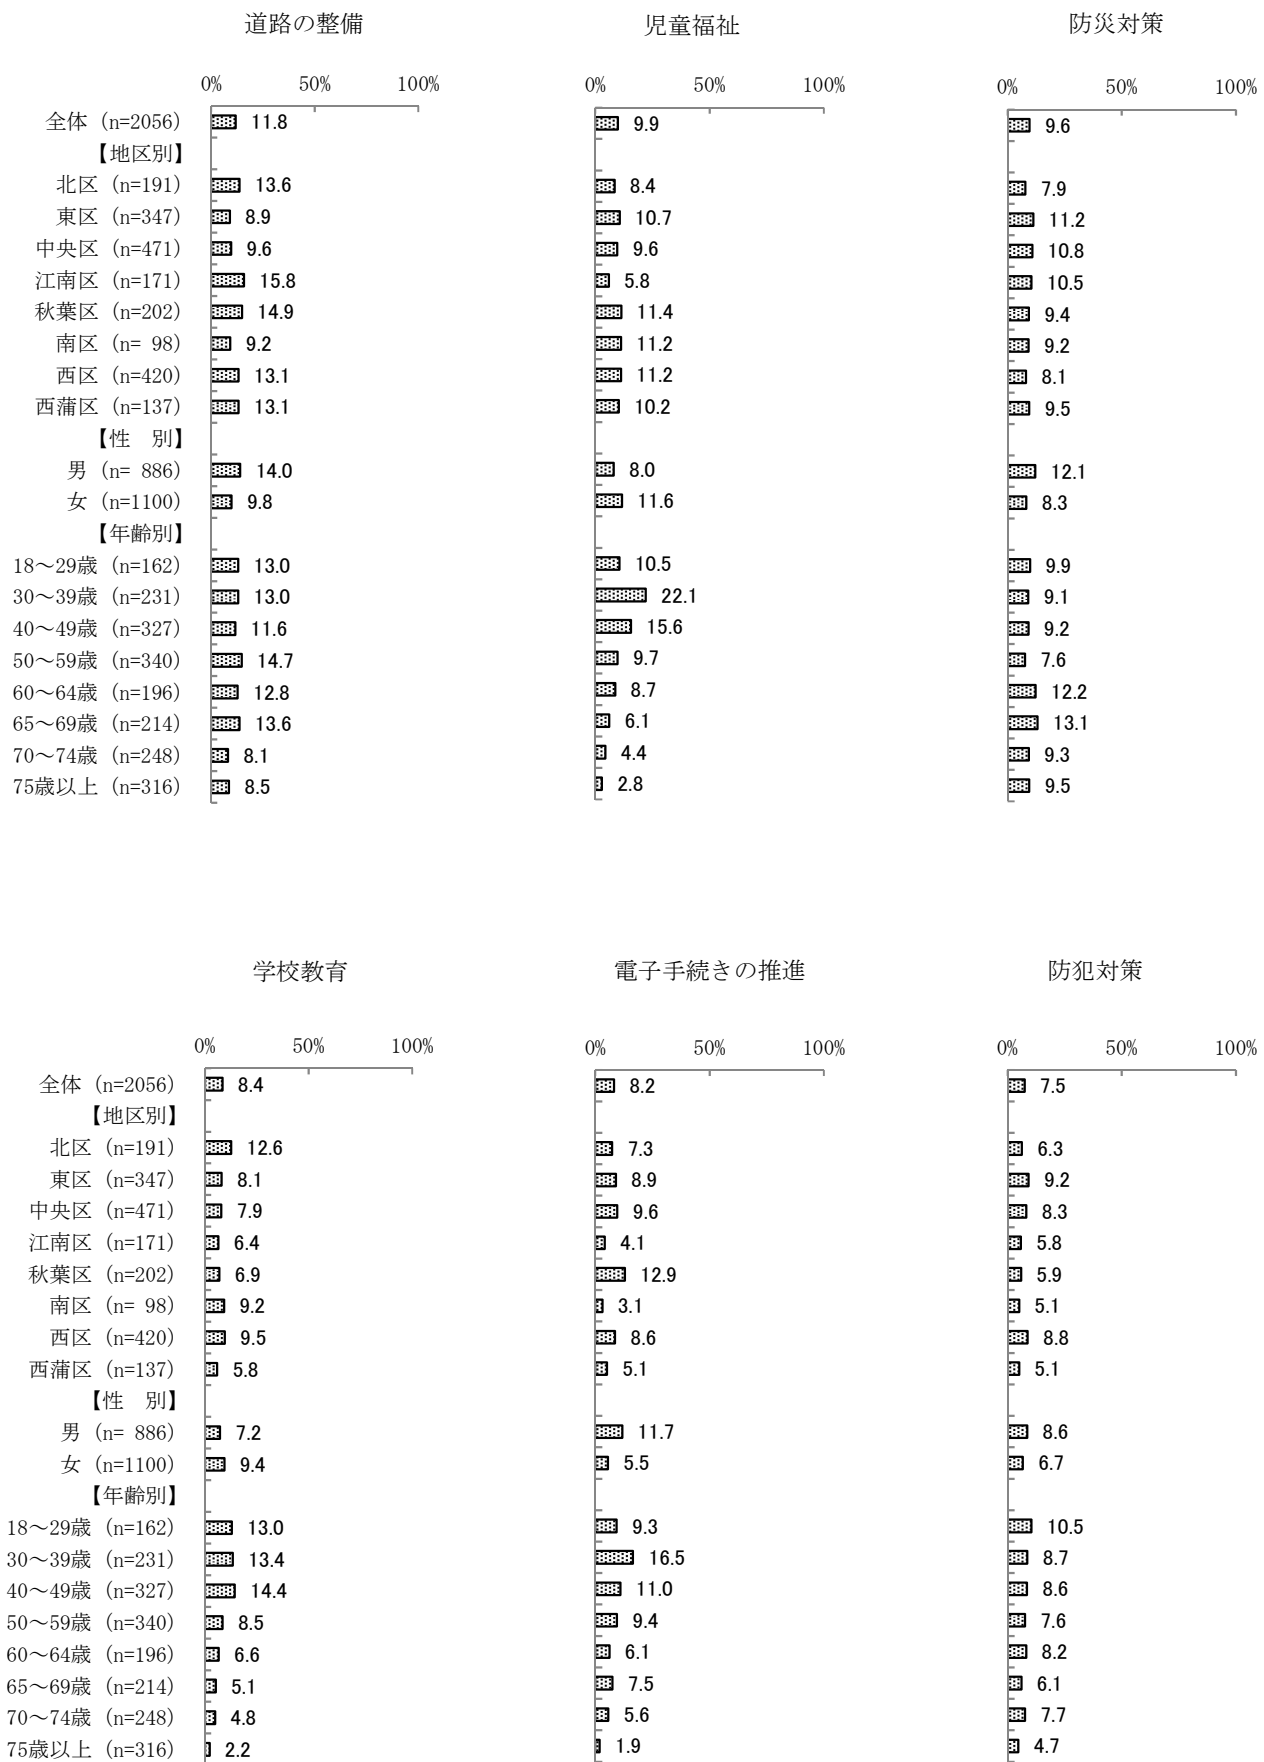 道路の整備 児童福祉 防災対策
0% 50% 100% 0% 50% 100% 0% 50% 100%
全体 (n=2056) 11.8 9.9 9.6
【地区別】
北区 (n=191) 13.6 8.4 7.9
東区 (n=347) 8.9 10.7 11.2
中央区 (n=471) 9.6 9.6 10.8
江南区 (n=171) 15.8 5.8 10.5
秋葉区 (n=202) 14.9 11.4 9.4
南区 (n= 98) 9.2 11.2 9.2
西区 (n=420) 13.1 11.2 8.1
西蒲区 (n=137) 13.1 10.2 9.5
【性　別】
男 (n= 886) 14.0 8.0 12.1
女 (n=1100) 9.8 11.6 8.3
【年齢別】
18～29歳 (n=162) 13.0 10.5 9.9
30～39歳 (n=231) 13.0 22.1 9.1
40～49歳 (n=327) 11.6 15.6 9.2
50～59歳 (n=340) 14.7 9.7 7.6
60～64歳 (n=196) 12.8 8.7 12.2
65～69歳 (n=214) 13.6 6.1 13.1
70～74歳 (n=248) 8.1 4.4 9.3
75歳以上 (n=316) 8.5 2.8 9.5
学校教育 電子手続きの推進 防犯対策
0% 50% 100% 0% 50% 100% 0% 50% 100%
全体 (n=2056) 8.4 8.2 7.5
【地区別】
北区 (n=191) 12.6 7.3 6.3
東区 (n=347) 8.1 8.9 9.2
中央区 (n=471) 7.9 9.6 8.3
江南区 (n=171) 6.4 4.1 5.8
秋葉区 (n=202) 6.9 12.9 5.9
南区 (n= 98) 9.2 3.1 5.1
西区 (n=420) 9.5 8.6 8.8
西蒲区 (n=137) 5.8 5.1 5.1
【性　別】
男 (n= 886) 7.2 11.7 8.6
女 (n=1100) 9.4 5.5 6.7
【年齢別】
18～29歳 (n=162) 13.0 9.3 10.5
30～39歳 (n=231) 13.4 16.5 8.7
40～49歳 (n=327) 14.4 11.0 8.6
50～59歳 (n=340) 8.5 9.4 7.6
60～64歳 (n=196) 6.6 6.1 8.2
65～69歳 (n=214) 5.1 7.5 6.1
70～74歳 (n=248) 4.8 5.6 7.7
75歳以上 (n=316) 2.2 1.9 4.7